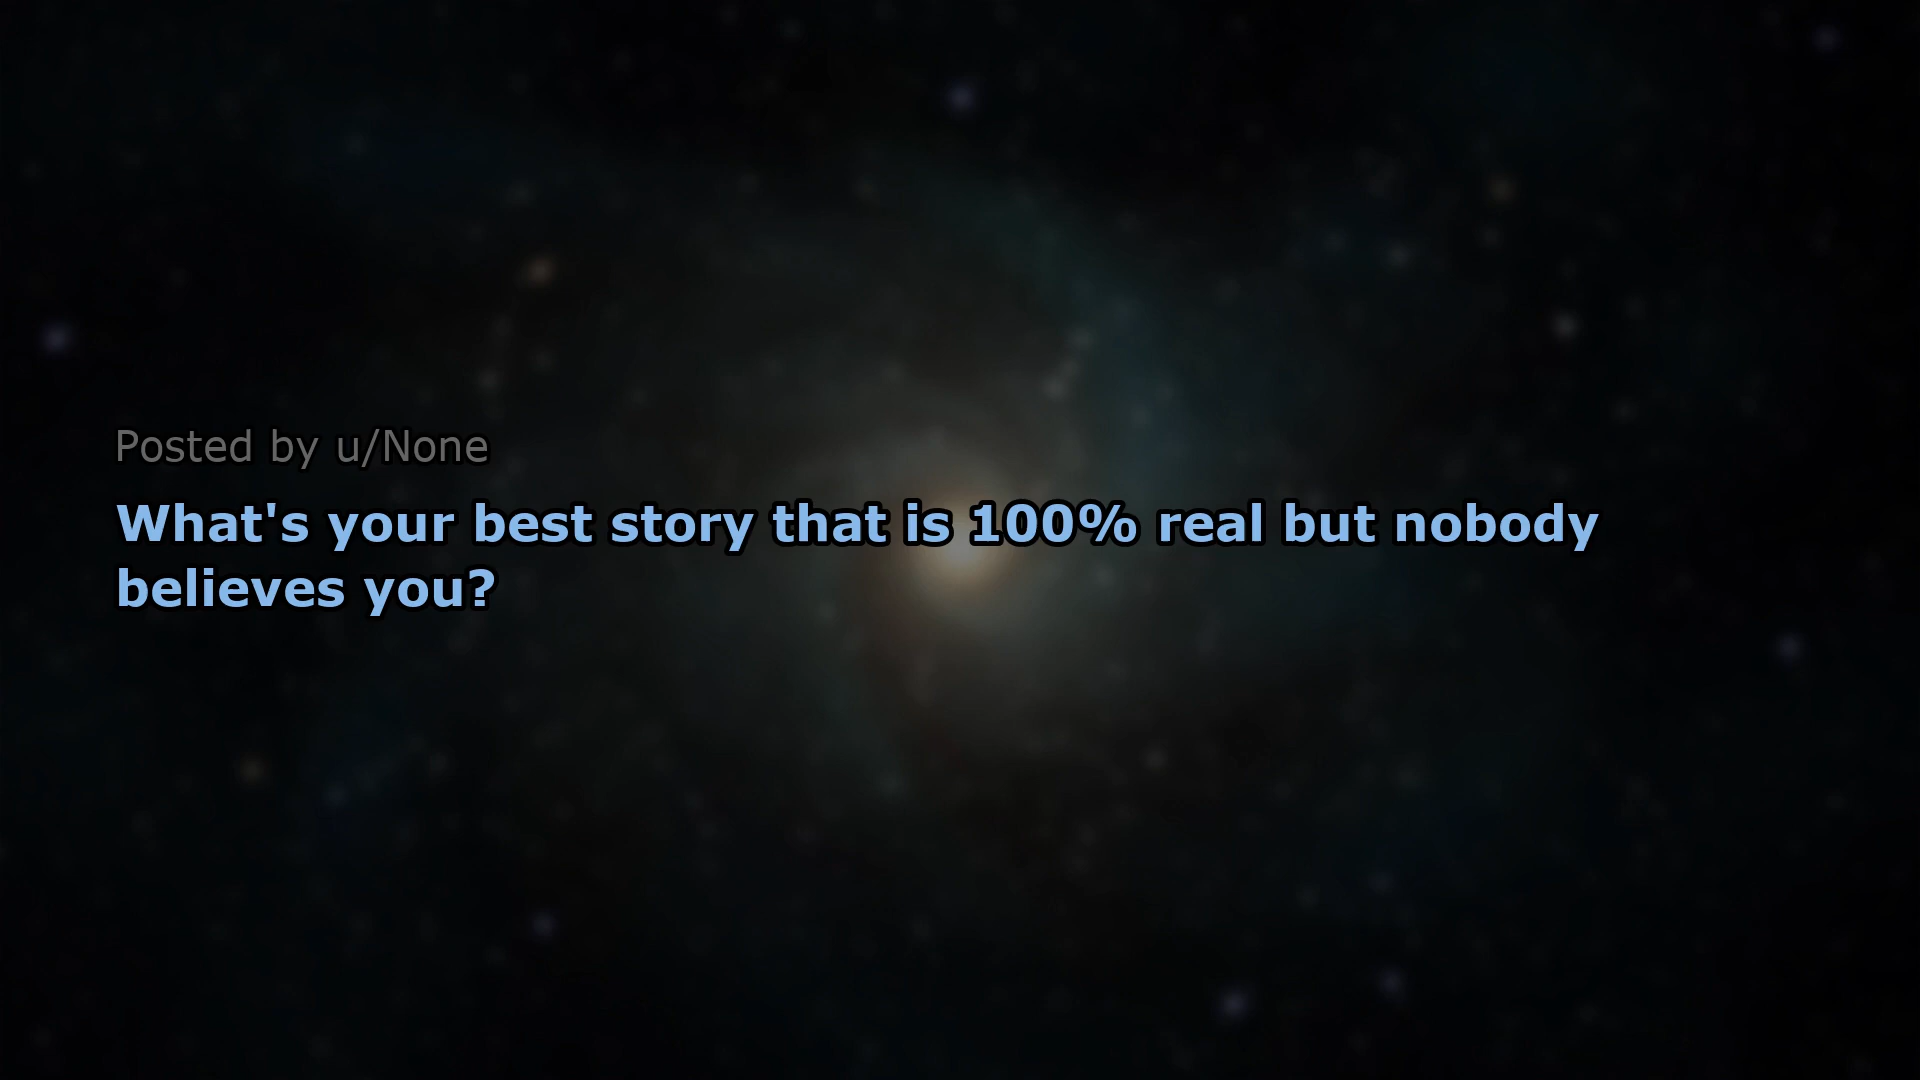 Posted by u/None
What's your best story that is 100% real but nobody
believes you?